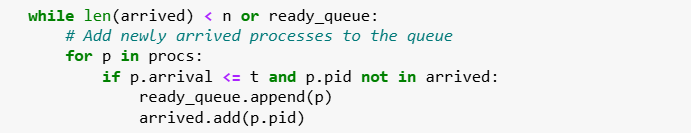 while len(arrived) < n or ready_queue:
    # Add newly arrived processes to the queue
    for p in procs:
        if p.arrival <= t and p.pid not in arrived:
            ready_queue.append(p)
            arrived.add(p.pid)